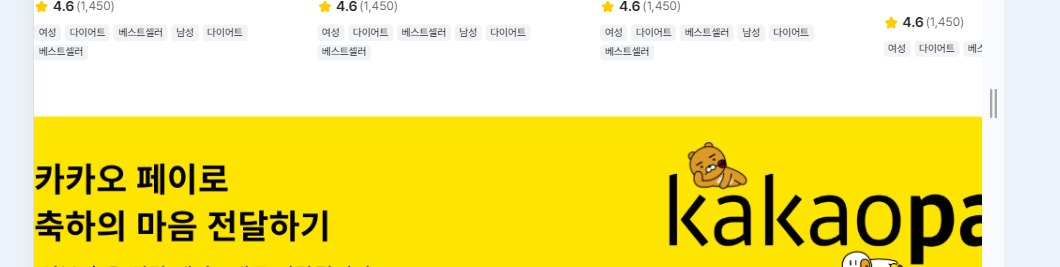 4.6 (1,450)
여성 다이어트 베스트셀러 남성 다이어트
베스트셀러
4.6 (1,450)
여성 다이어트 베스트셀러 남성 다이어트
베스트셀러
4.6 (1,450)
여성 다이어트 베스트셀러 남성 다이어트
베스트셀러
4.6 (1,450)
여성 다이어트
카카오 페이로
축하의 마음 전달하기
kakaopa